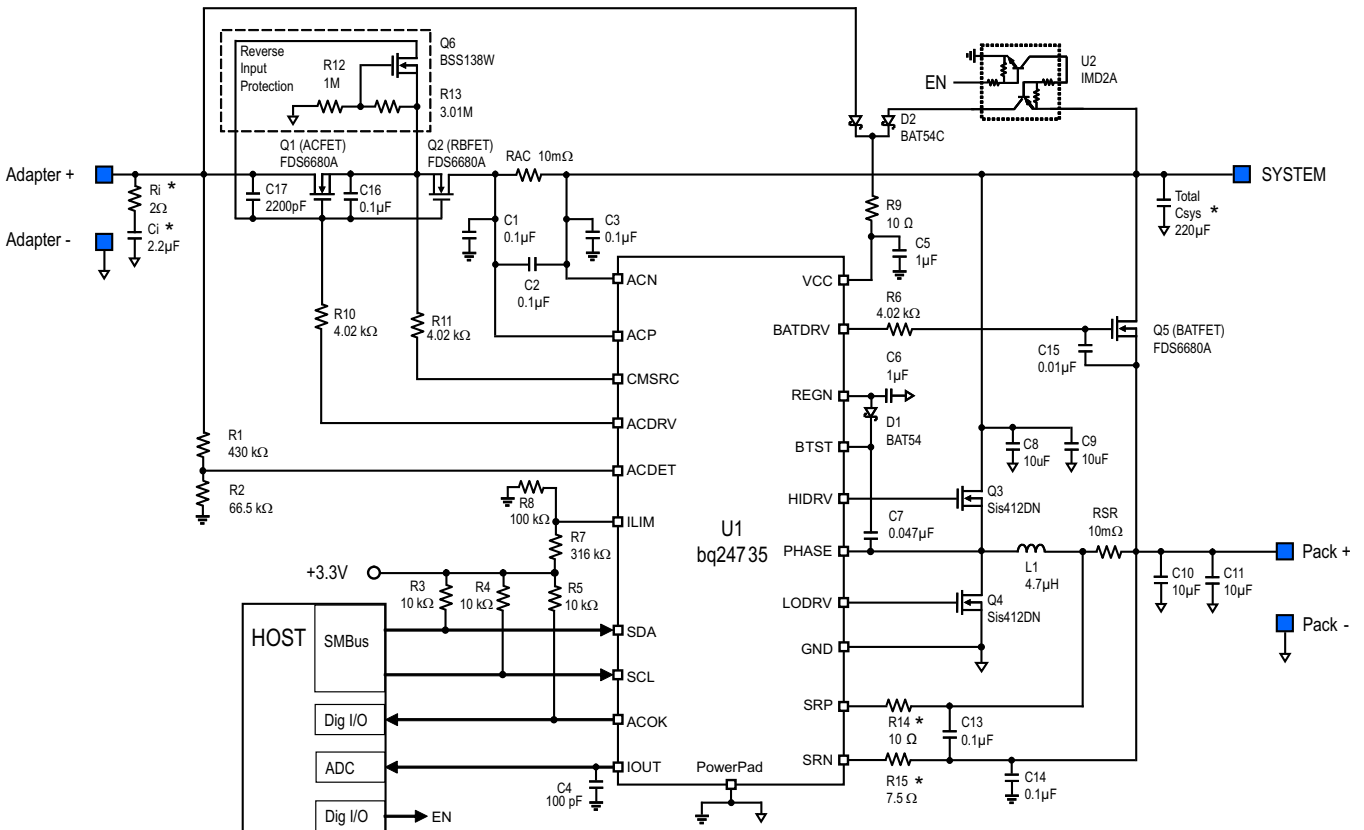 Reverse
Input
Protection
R12
1M
Q6
BSS138W
R13
3.01M
U2
IMD2A
EN
D2
BAT54C
Q1 (ACFET)
FDS6680A
Q2 (RBFET)
FDS6680A
RAC 10mΩ
Adapter +
SYSTEM
Ri *
2Ω
Ci *
2.2µF
Adapter -
C17
2200pF
C16
0.1µF
C1
0.1µF
C3
0.1µF
C2
0.1µF
R9
10 Ω
C5
1µF
Total
Csys *
220µF
R10
4.02 kΩ
R11
4.02 kΩ
ACN
ACP
CMSRC
ACDRV
ACDET
ILIM
SDA
SCL
ACOK
IOUT
VCC
BATDRV
REGN
BTST
HIDRV
PHASE
LODRV
GND
SRP
SRN
U1
bq24735
PowerPad
R6
4.02 kΩ
Q5 (BATFET)
FDS6680A
C15
0.01µF
C6
1µF
D1
BAT54
R1
430 kΩ
R2
66.5 kΩ
R8
100 kΩ
R7
316 kΩ
C8
10uF
C9
10uF
Q3
Sis412DN
C7
0.047µF
RSR
10mΩ
L1
4.7µH
Pack +
C10
10µF
C11
10µF
Q4
Sis412DN
Pack -
+3.3V
R3
10 kΩ
R4
10 kΩ
R5
10 kΩ
HOST
SMBus
Dig I/O
ADC
Dig I/O
EN
C4
100 pF
R14 *
10 Ω
C13
0.1µF
R15 *
7.5 Ω
C14
0.1µF